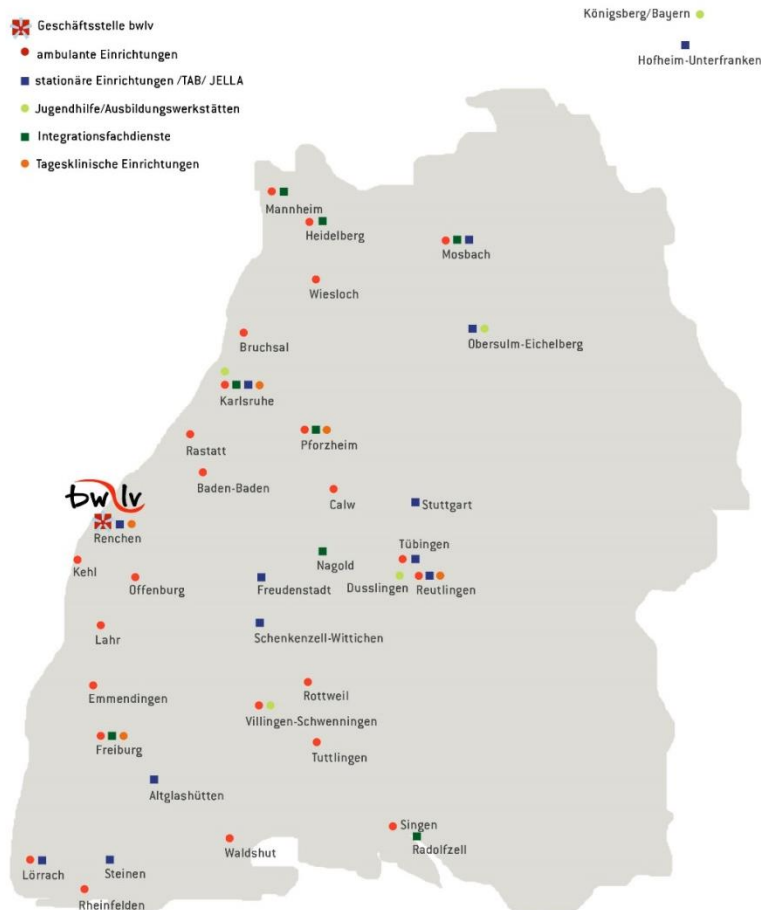 Königsberg/Bayern
Geschäftsstelle bwlv
ambulante Einrichtungen
Hofheim-Unterfranken
stationäre Einrichtungen /TAB/ JELLA
Jugendhilfe/Ausbildungswerkstätten
Integrationsfachdienste
Tagesklinische Einrichtungen
Mannheim
Heidelberg
Mosbach
Wiesloch
Obersulm-Eichelberg
Bruchsal
Karlsruhe
Pforzheim
Rastatt
Baden-Baden
bwlv
Calw
Stuttgart
Renchen
Tübingen
Nagold
Kehl
Offenburg
Freudenstadt
Dusslingen
Reutlingen
Lahr
Schenkenzell-Wittichen
Emmendingen
Rottweil
Villingen-Schwenningen
Freiburg
Tuttlingen
Altglashütten
Singen
Waldshut
Radolfzell
Lörrach
Steinen
Rheinfelden